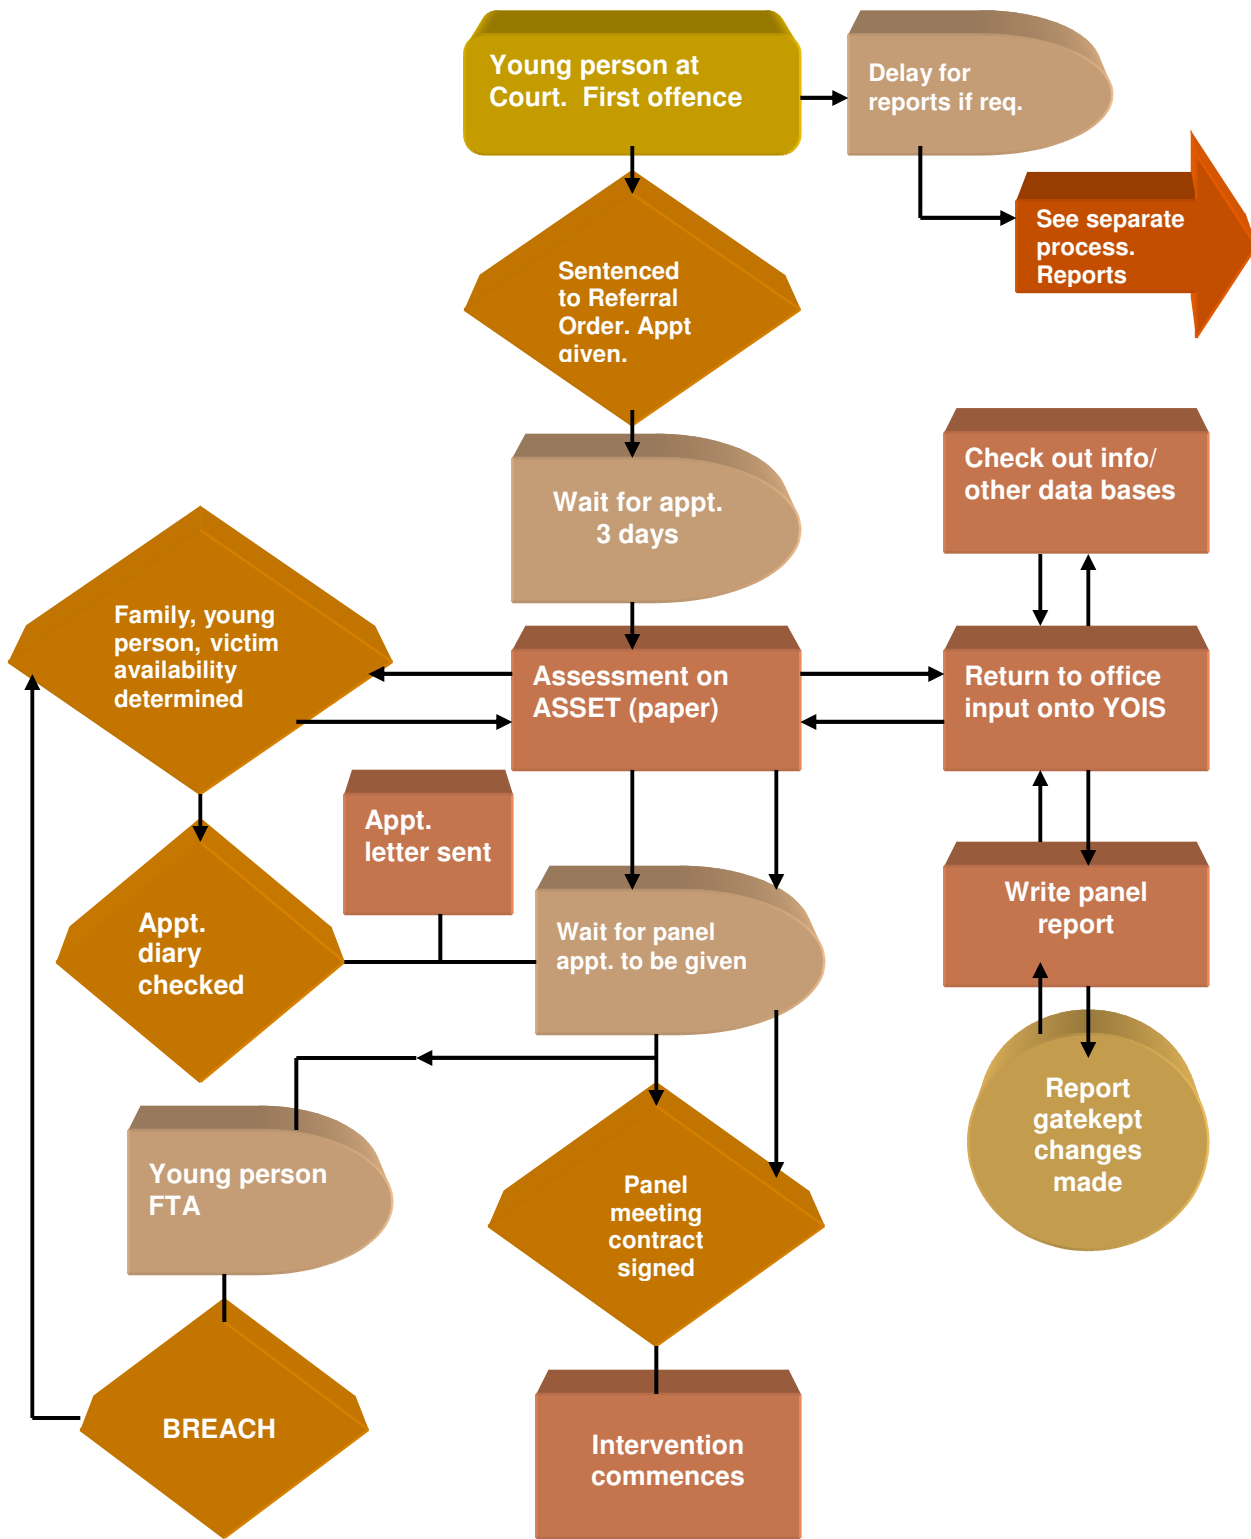 Young person at
Court.  First offence
Delay for
reports if req.
See separate
process.
Reports
Sentenced
to Referral
Order. Appt
given.
Wait for appt.
3 days
Check out info/
other data bases
Family, young
person, victim
availability
determined
Assessment on
ASSET (paper)
Return to office
input onto YOIS
Appt.
letter sent
Appt.
diary
checked
Wait for panel
appt. to be given
Write panel
report
Report
gatekept
changes
made
Young person
FTA
Panel
meeting
contract
signed
BREACH
Intervention
commences